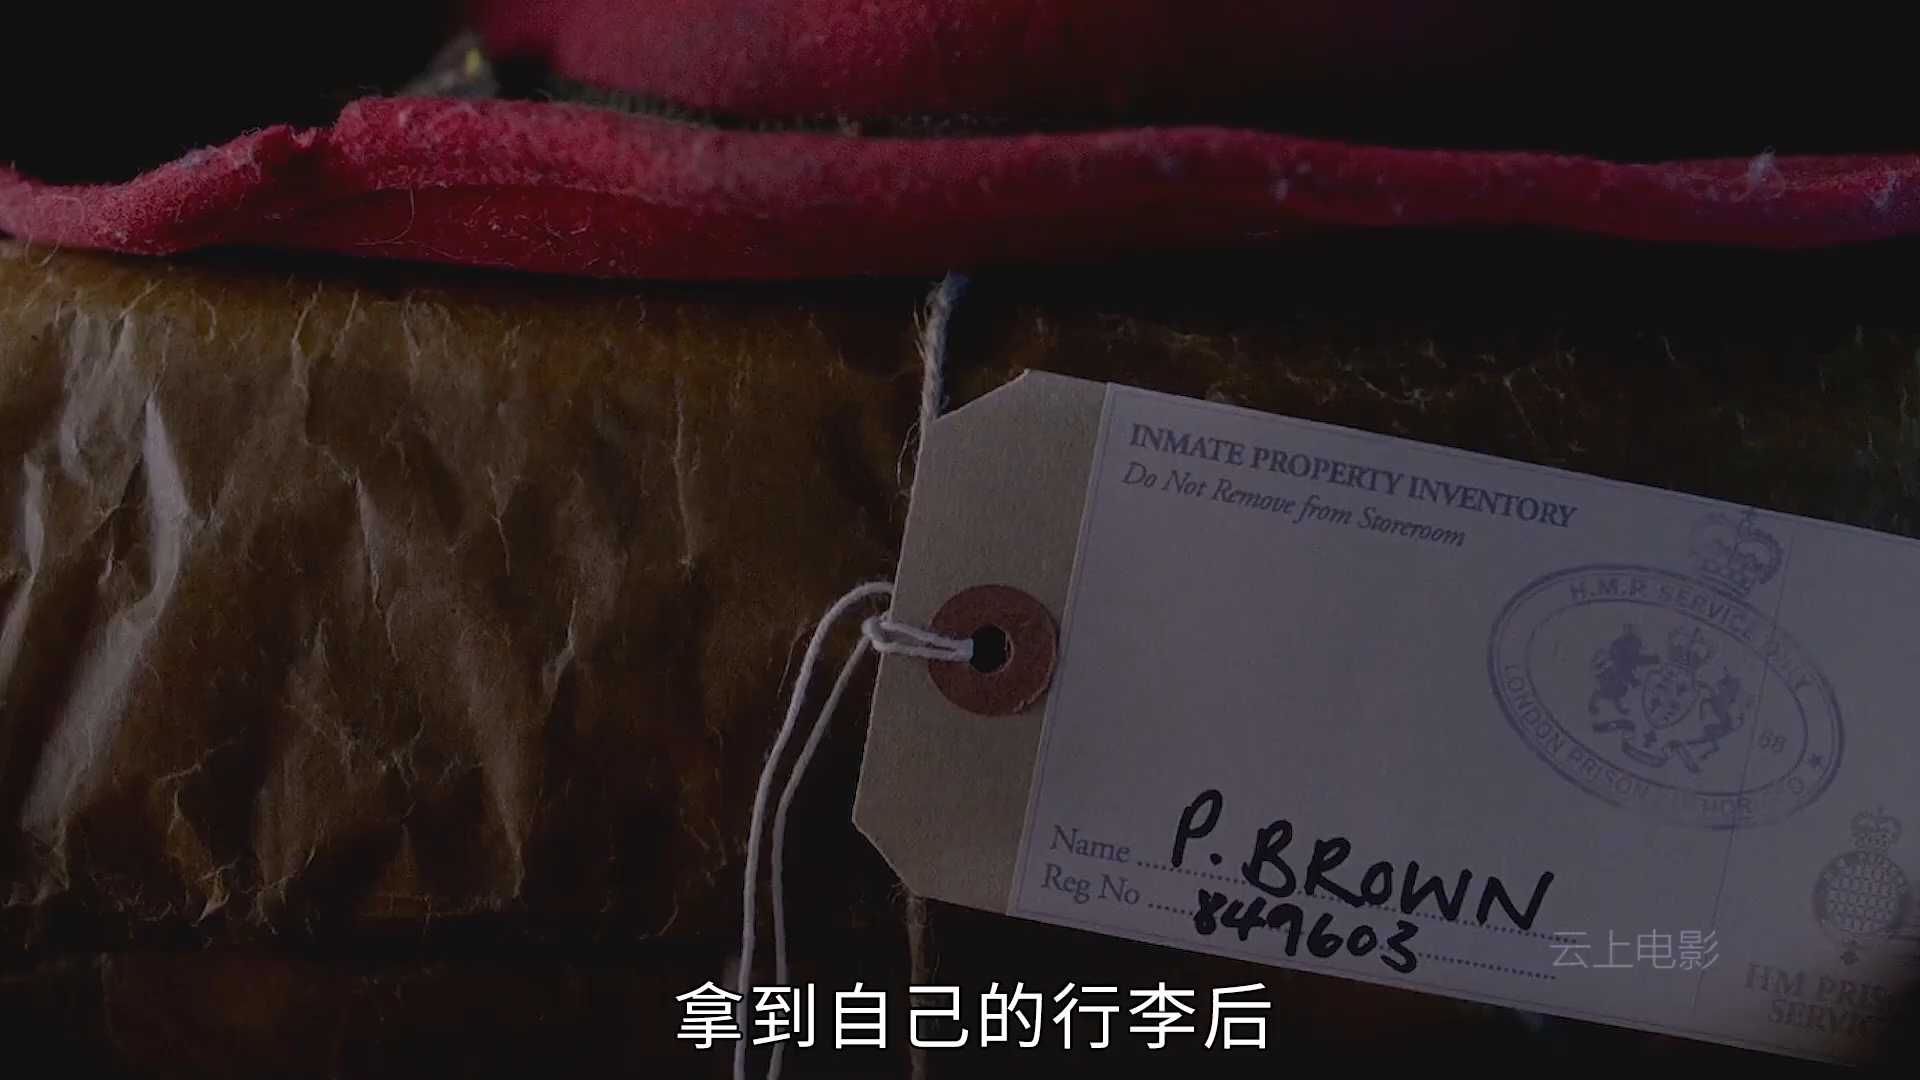 INMATE PROPERTY INVENTORY
Do Not Remove from Storeroom
H.M.P. SERVICE
LONDON PRISON
88
Name P. BROWN
Reg No 849603
云上电影
HM PRIS
SERVIC
拿到自己的行李后